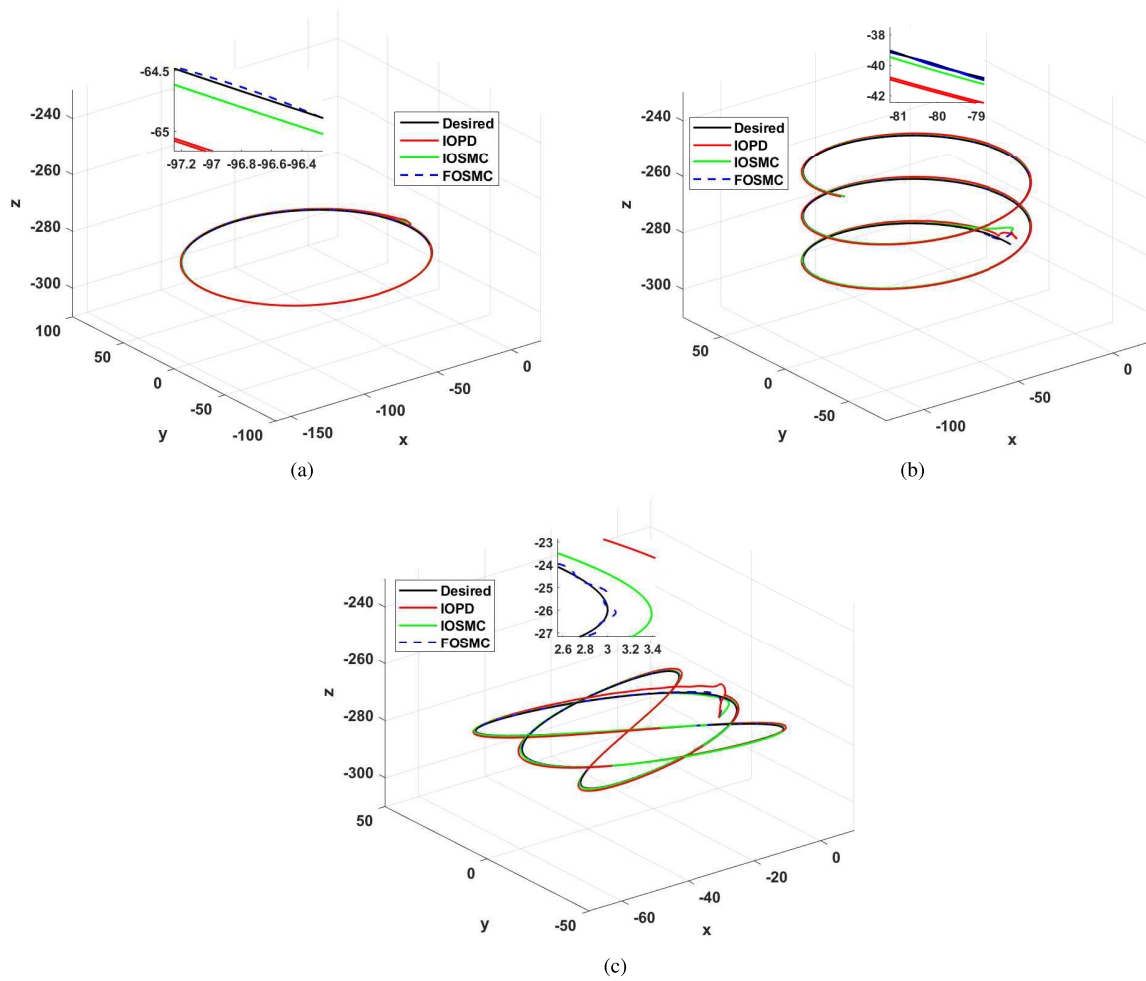 -64.5
-65
-97.2 -97 -96.8 -96.6 -96.4
Desired
IOPD
IOSMC
FOSMC
-240
-260
-280
-300
z
100
50
0
-50
-100
y
-150
-100
-50
0
x
(a)
-38
-40
-42
-81 -80 -79
Desired
IOPD
IOSMC
FOSMC
-240
-260
-280
-300
z
50
0
-50
y
-100
-50
0
x
(b)
-23
-24
-25
-26
-27
2.6 2.8 3 3.2 3.4
Desired
IOPD
IOSMC
FOSMC
-240
-260
-280
-300
z
50
0
-50
y
-60
-40
-20
0
x
(c)